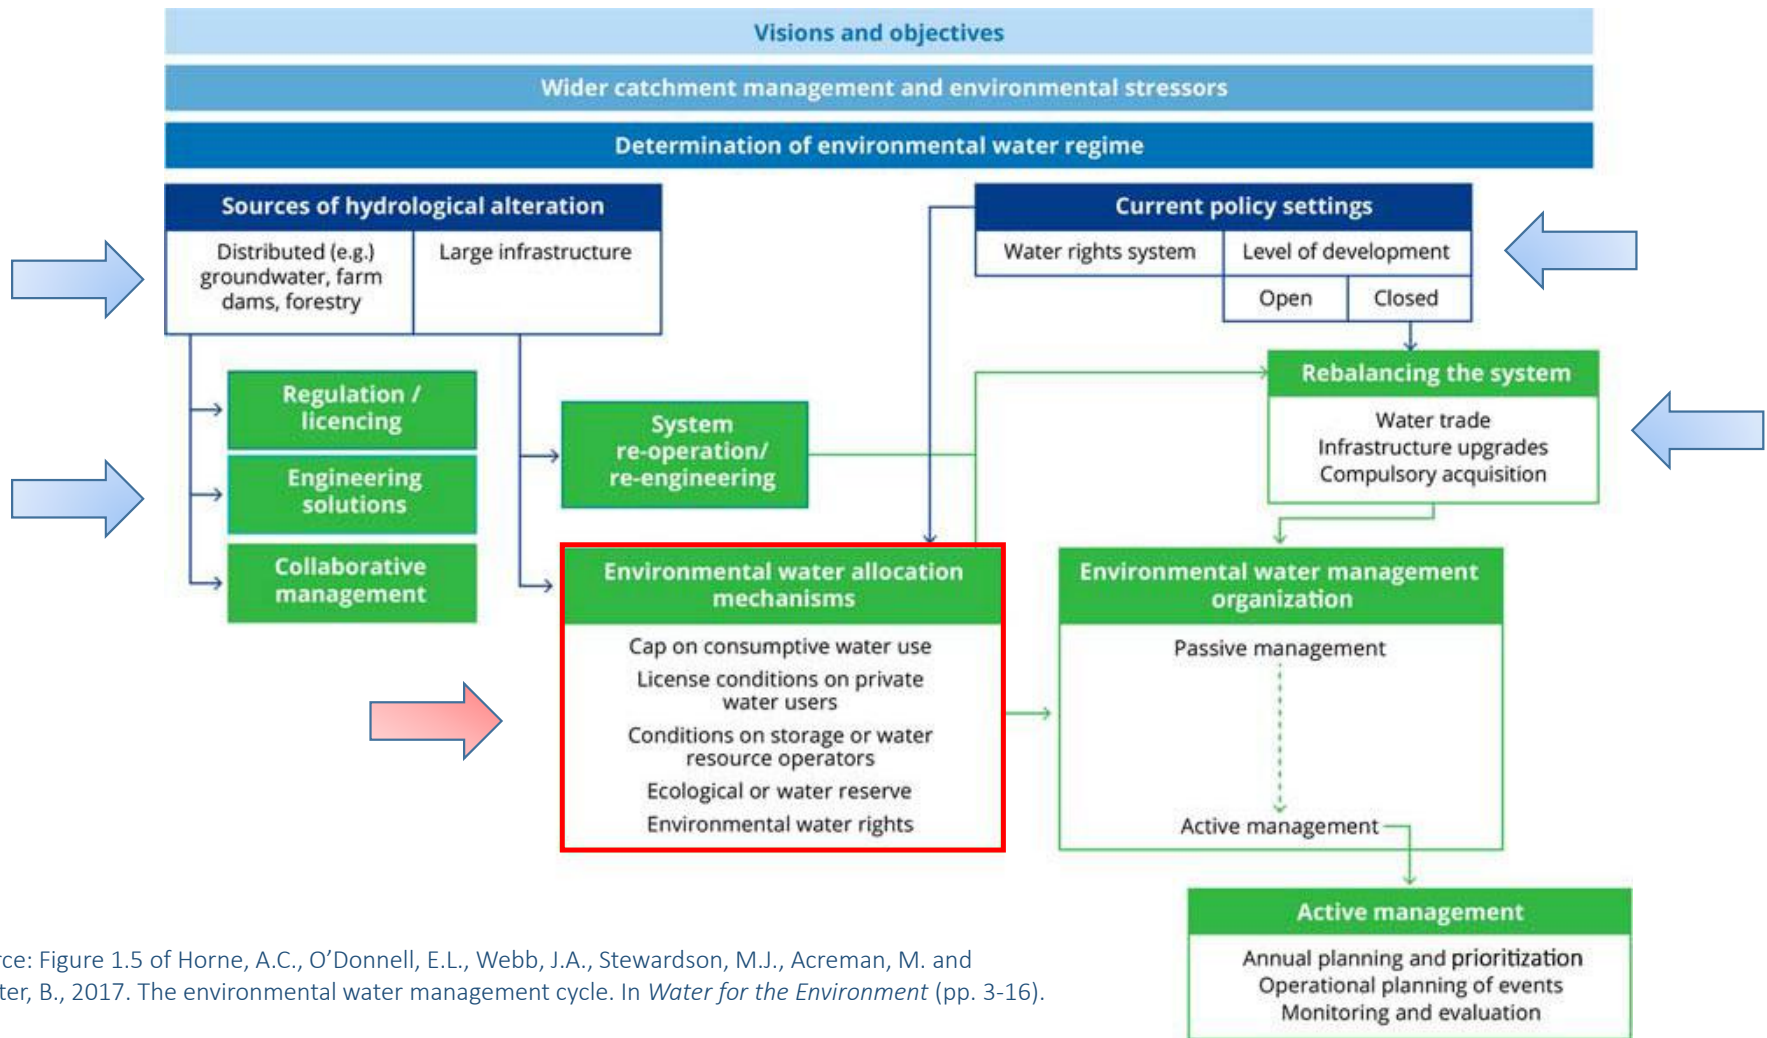 Visions and objectives
Wider catchment management and environmental stressors
Determination of environmental water regime
Sources of hydrological alteration
Distributed (e.g.)
groundwater, farm
dams, forestry
Large infrastructure
Current policy settings
Water rights system
Level of development
Open
Closed
Regulation /
licencing
Engineering
solutions
Collaborative
management
System
re-operation/
re-engineering
Rebalancing the system
Water trade
Infrastructure upgrades
Compulsory acquisition
Environmental water allocation
mechanisms
Cap on consumptive water use
License conditions on private
water users
Conditions on storage or water
resource operators
Ecological or water reserve
Environmental water rights
Environmental water management
organization
Passive management
Active management
Active management
Annual planning and prioritization
Operational planning of events
Monitoring and evaluation
rce: Figure 1.5 of Horne, A.C., O’Donnell, E.L., Webb, J.A., Stewardson, M.J., Acreman, M. and
ter, B., 2017. The environmental water management cycle. In Water for the Environment (pp. 3-16).